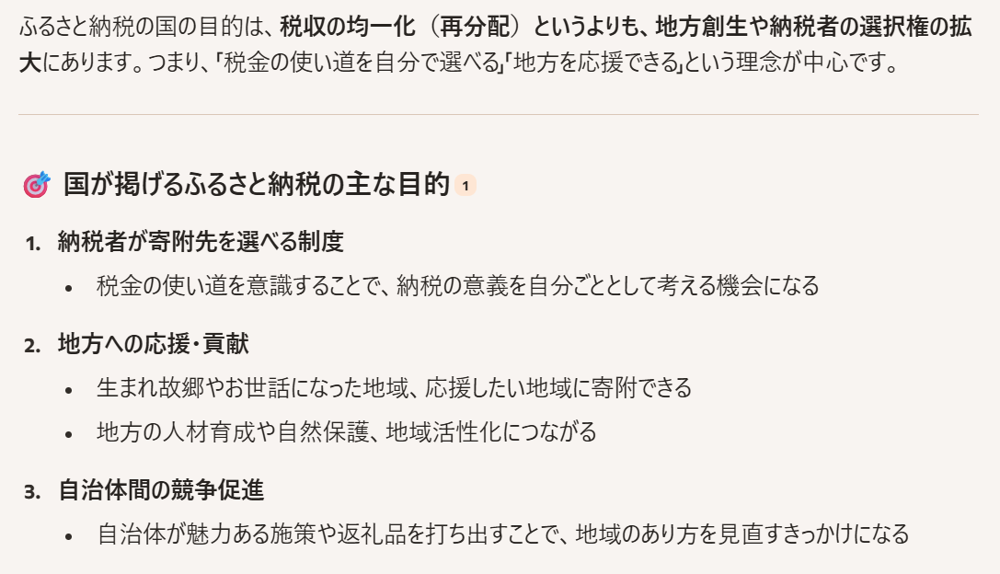 ふるさと納税の国の目的は、税収の均一化（再分配）というよりも、地方創生や納税者の選択権の拡
大にあります。つまり、「税金の使い道を自分で選べる」「地方を応援できる」という理念が中心です。
🎯 国が掲げるふるさと納税の主な目的 1
1. 納税者が寄附先を選べる制度
• 税金の使い道を意識することで、納税の意義を自分ごととして考える機会になる
2. 地方への応援・貢献
• 生まれ故郷やお世話になった地域、応援したい地域に寄附できる
• 地方の人材育成や自然保護、地域活性化につながる
3. 自治体間の競争促進
• 自治体が魅力ある施策や返礼品を打ち出すことで、地域のあり方を見直すきっかけになる